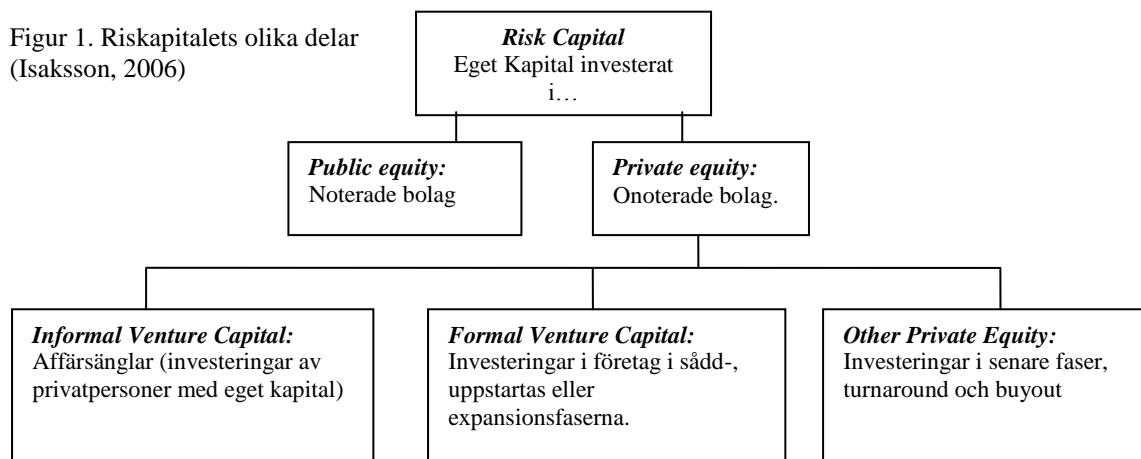 Figur 1. Riskapitalets olika delar
(Isaksson, 2006)
Risk Capital
Eget Kapital investerat
i…
Public equity:
Noterade bolag
Private equity:
Onoterade bolag.
Informal Venture Capital:
Affärsänglar (investeringar av
privatpersoner med eget kapital)
Formal Venture Capital:
Investeringar i företag i sådd-,
uppstartas eller
expansionsfaserna.
Other Private Equity:
Investeringar i senare faser,
turnaround och buyout